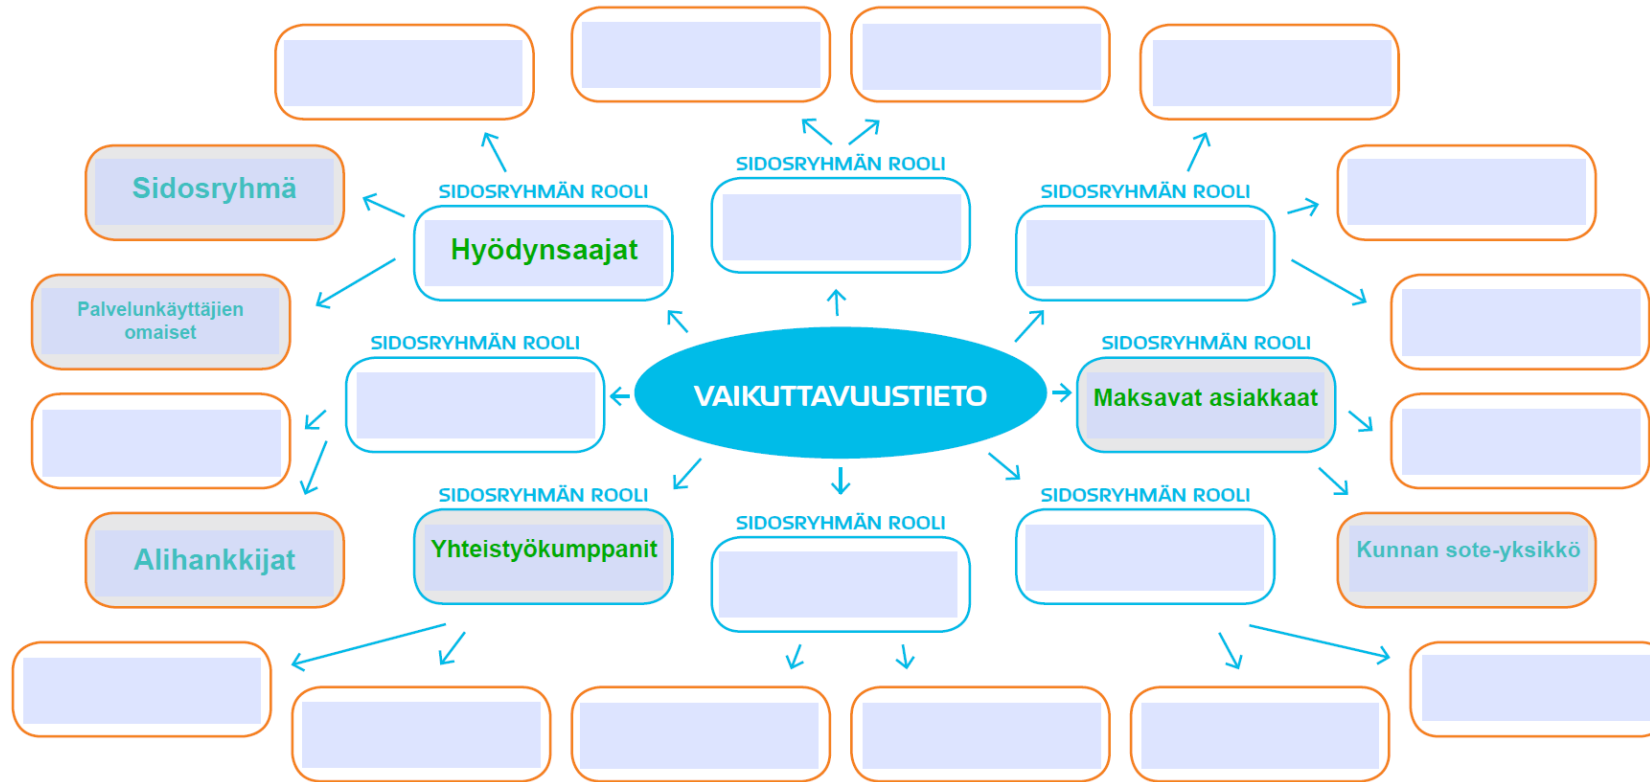 SIDOSRYHMÄN ROOLI
Sidosryhmä
SIDOSRYHMÄN ROOLI
SIDOSRYHMÄN ROOLI
Hyödynsaajat
Palvelunkäyttäjien
omaiset
SIDOSRYHMÄN ROOLI
SIDOSRYHMÄN ROOLI
VAIKUTTAVUUSTIETO
Maksavat asiakkaat
SIDOSRYHMÄN ROOLI
SIDOSRYHMÄN ROOLI
SIDOSRYHMÄN ROOLI
Alihankkijat
Yhteistyökumppanit
Kunnan sote-yksikkö